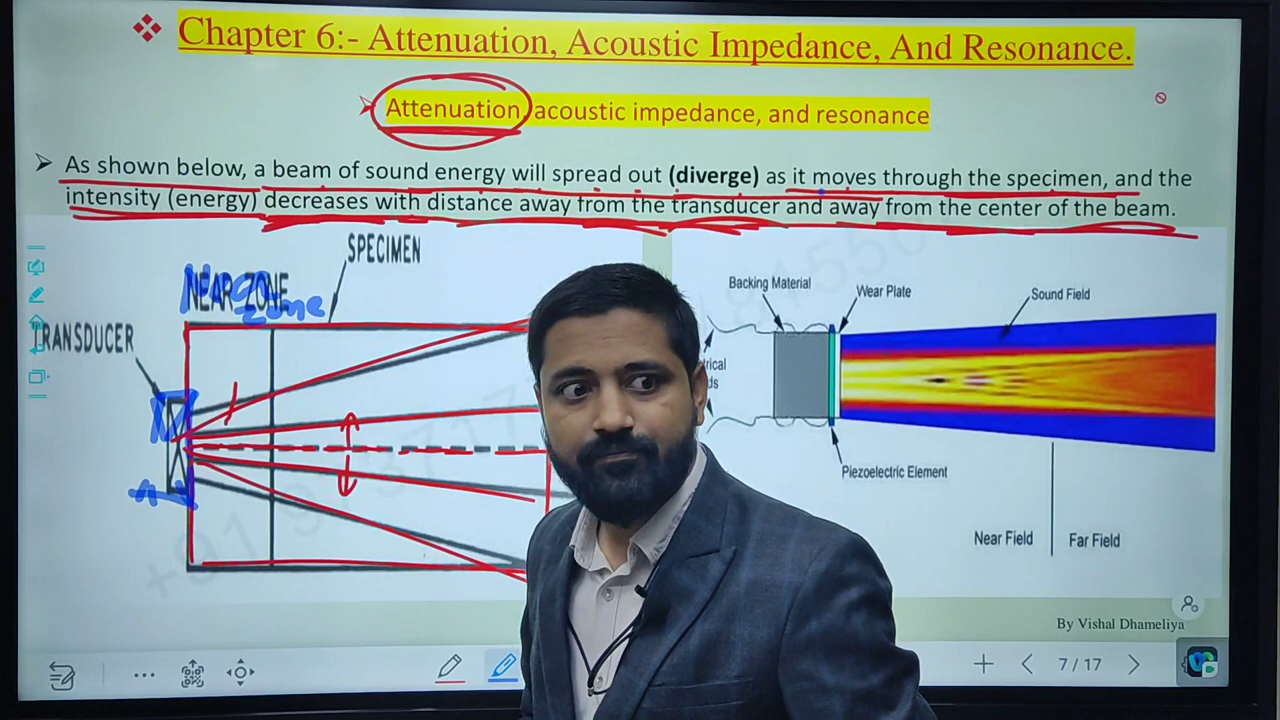 ❖ Chapter 6:- Attenuation, Acoustic Impedance, And Resonance.
➢ Attenuation, acoustic impedance, and resonance
➢ As shown below, a beam of sound energy will spread out (diverge) as it moves through the specimen, and the
intensity (energy) decreases with distance away from the transducer and away from the center of the beam.
SPECIMEN
NEAR ZONE
Zone
TRANSDUCER
Backing Material
Wear Plate
Sound Field
Piezoelectric Element
Near Field
Far Field
By Vishal Dhameliya
7 / 17